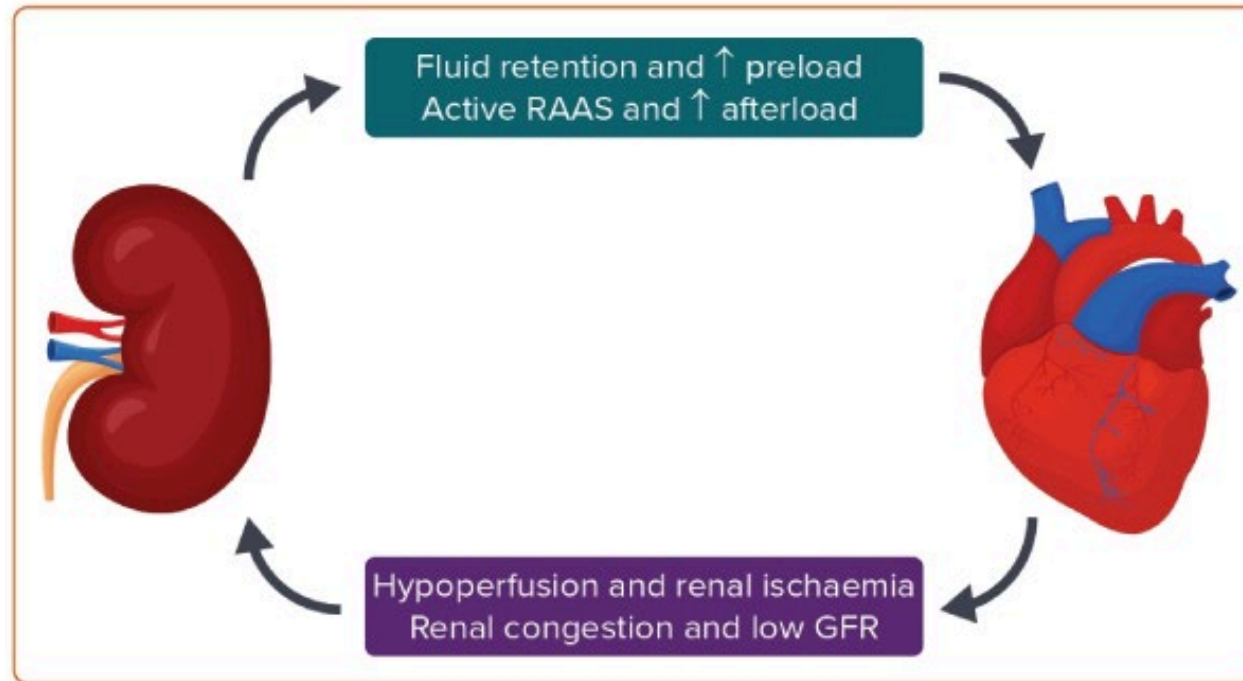 Fluid retention and ↑ preload
Active RAAS and ↑ afterload
Hypoperfusion and renal ischaemia
Renal congestion and low GFR